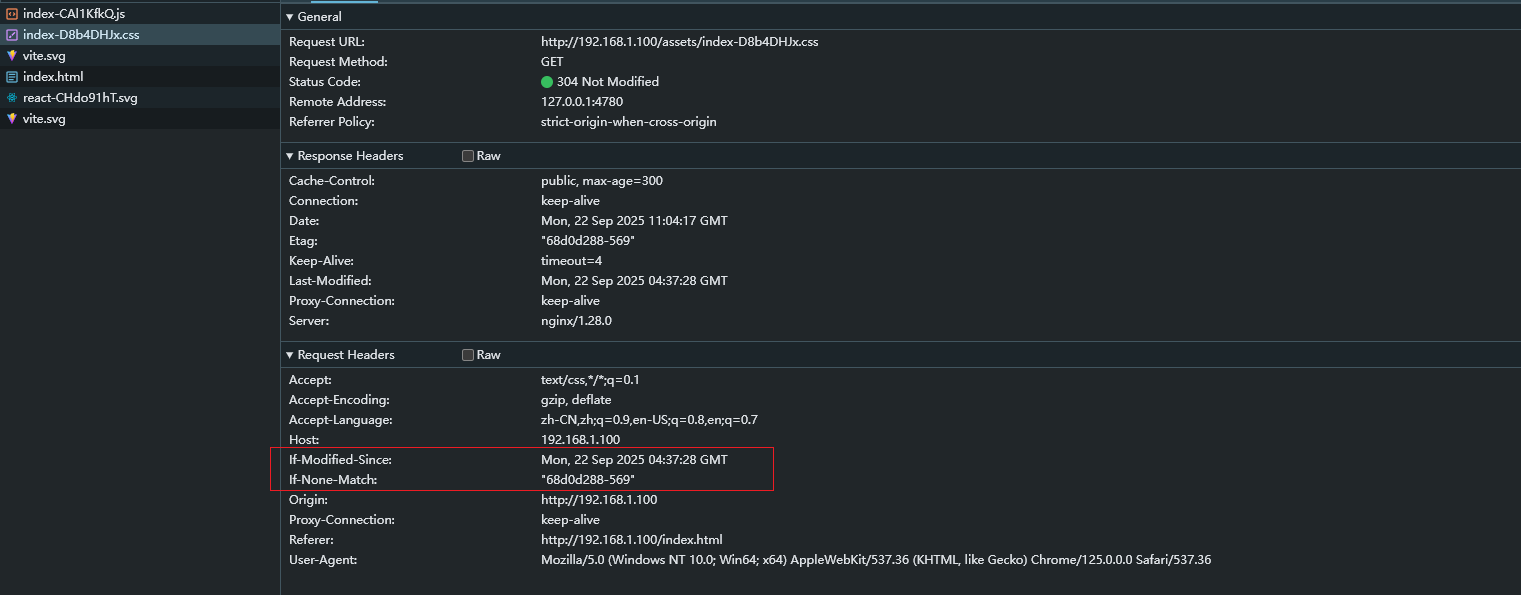 index-CAl1KfkQ.js
index-D8b4DHJx.css
vite.svg
index.html
react-CHdo91hT.svg
vite.svg
▼ General
Request URL: http://192.168.1.100/assets/index-D8b4DHJx.css
Request Method: GET
Status Code: 304 Not Modified
Remote Address: 127.0.0.1:4780
Referrer Policy: strict-origin-when-cross-origin
▼ Response Headers Raw
Cache-Control: public, max-age=300
Connection: keep-alive
Date: Mon, 22 Sep 2025 11:04:17 GMT
Etag: "68d0d288-569"
Keep-Alive: timeout=4
Last-Modified: Mon, 22 Sep 2025 04:37:28 GMT
Proxy-Connection: keep-alive
Server: nginx/1.28.0
▼ Request Headers Raw
Accept: text/css,*/*;q=0.1
Accept-Encoding: gzip, deflate
Accept-Language: zh-CN,zh;q=0.9,en-US;q=0.8,en;q=0.7
Host: 192.168.1.100
If-Modified-Since: Mon, 22 Sep 2025 04:37:28 GMT
If-None-Match: "68d0d288-569"
Origin: http://192.168.1.100
Proxy-Connection: keep-alive
Referer: http://192.168.1.100/index.html
User-Agent: Mozilla/5.0 (Windows NT 10.0; Win64; x64) AppleWebKit/537.36 (KHTML, like Gecko) Chrome/125.0.0.0 Safari/537.36